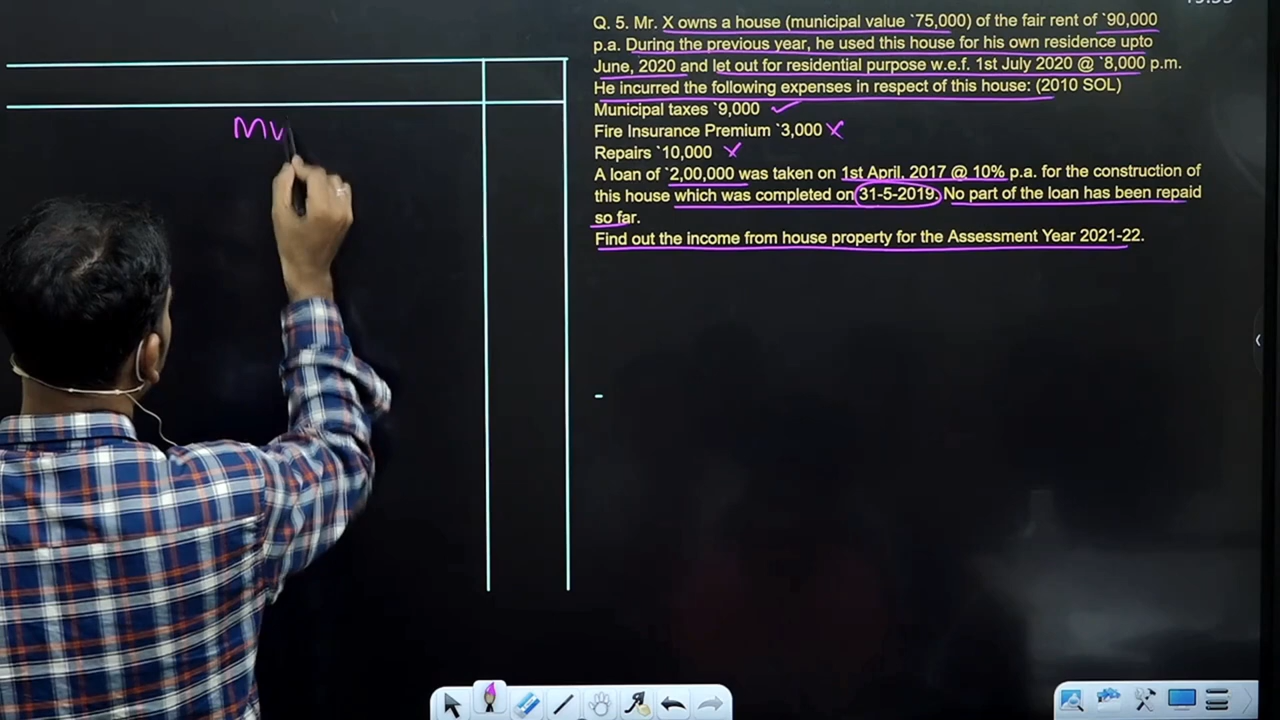 Q. 5. Mr. X owns a house (municipal value `75,000) of the fair rent of `90,000
p.a. During the previous year, he used this house for his own residence upto
June, 2020 and let out for residential purpose w.e.f. 1st July 2020 @ `8,000 p.m.
He incurred the following expenses in respect of this house: (2010 SOL)
Municipal taxes `9,000
Fire Insurance Premium `3,000
Repairs `10,000
A loan of `2,00,000 was taken on 1st April, 2017 @ 10% p.a. for the construction
of this house which was completed on 31-5-2019. No part of the loan has been repaid
so far.
Find out the income from house property for the Assessment Year 2021-22.
MV